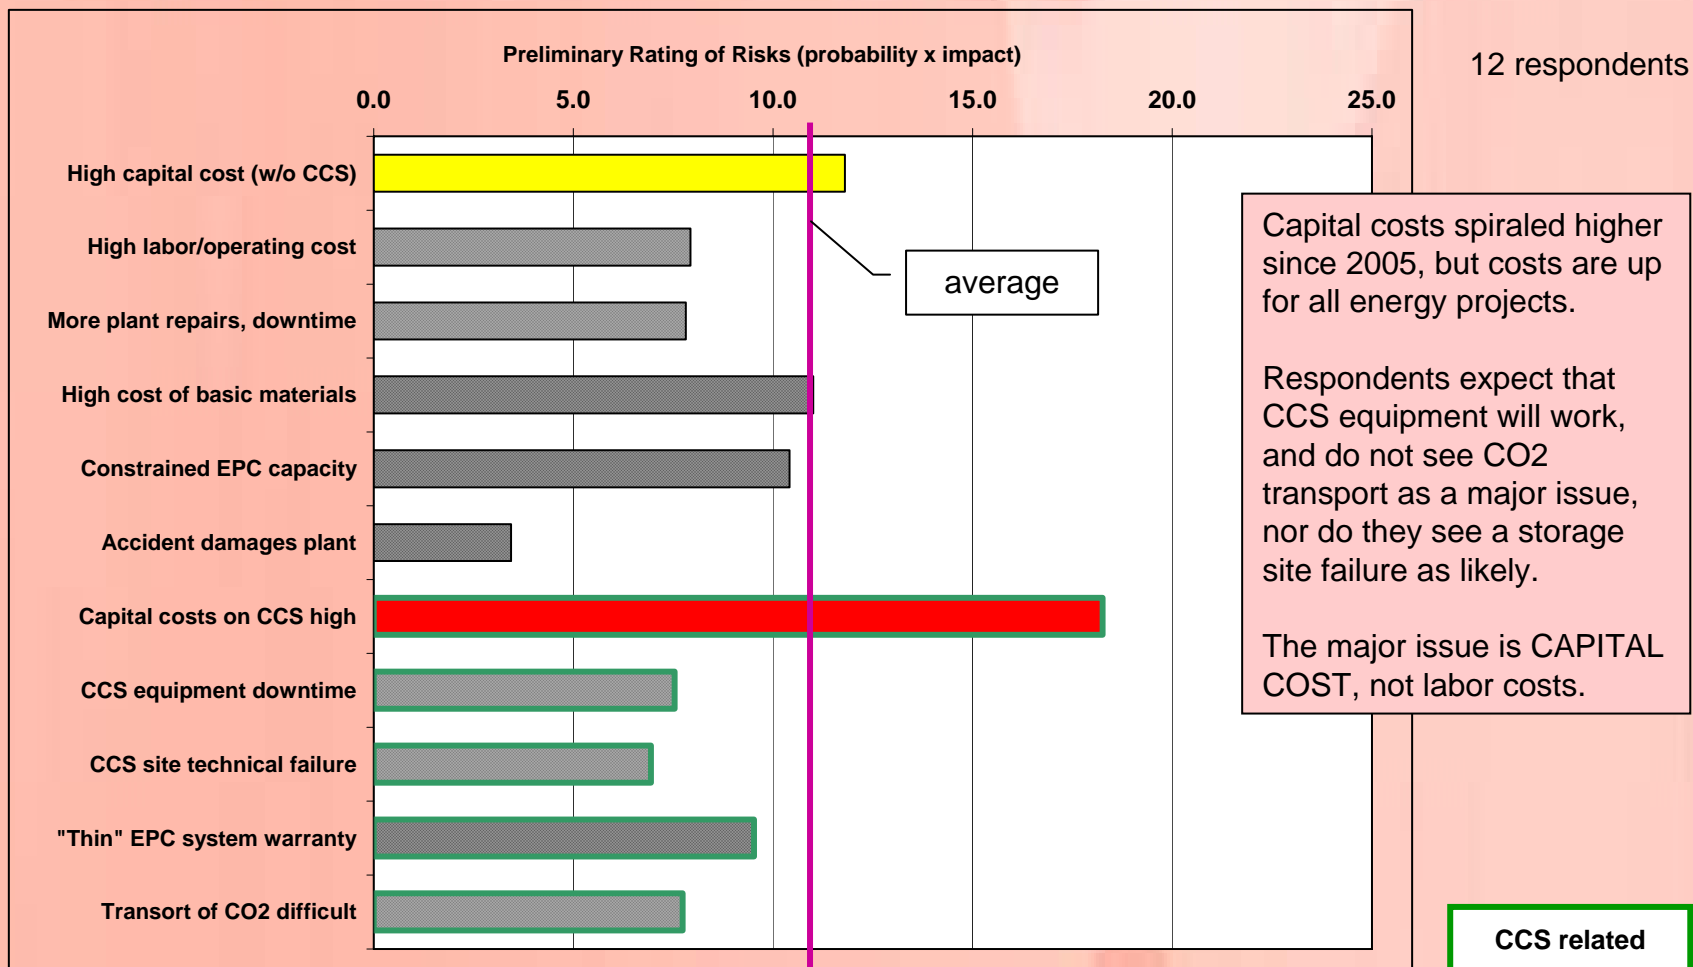 Preliminary Rating of Risks (probability x impact)
12 respondents
0.0 5.0 10.0 15.0 20.0 25.0
High capital cost (w/o CCS)
High labor/operating cost
More plant repairs, downtime
High cost of basic materials
Constrained EPC capacity
Accident damages plant
Capital costs on CCS high
CCS equipment downtime
CCS site technical failure
"Thin" EPC system warranty
Transort of CO2 difficult
average
Capital costs spiraled higher
since 2005, but costs are up
for all energy projects.
Respondents expect that
CCS equipment will work,
and do not see CO2
transport as a major issue,
nor do they see a storage
site failure as likely.
The major issue is CAPITAL
COST, not labor costs.
CCS related